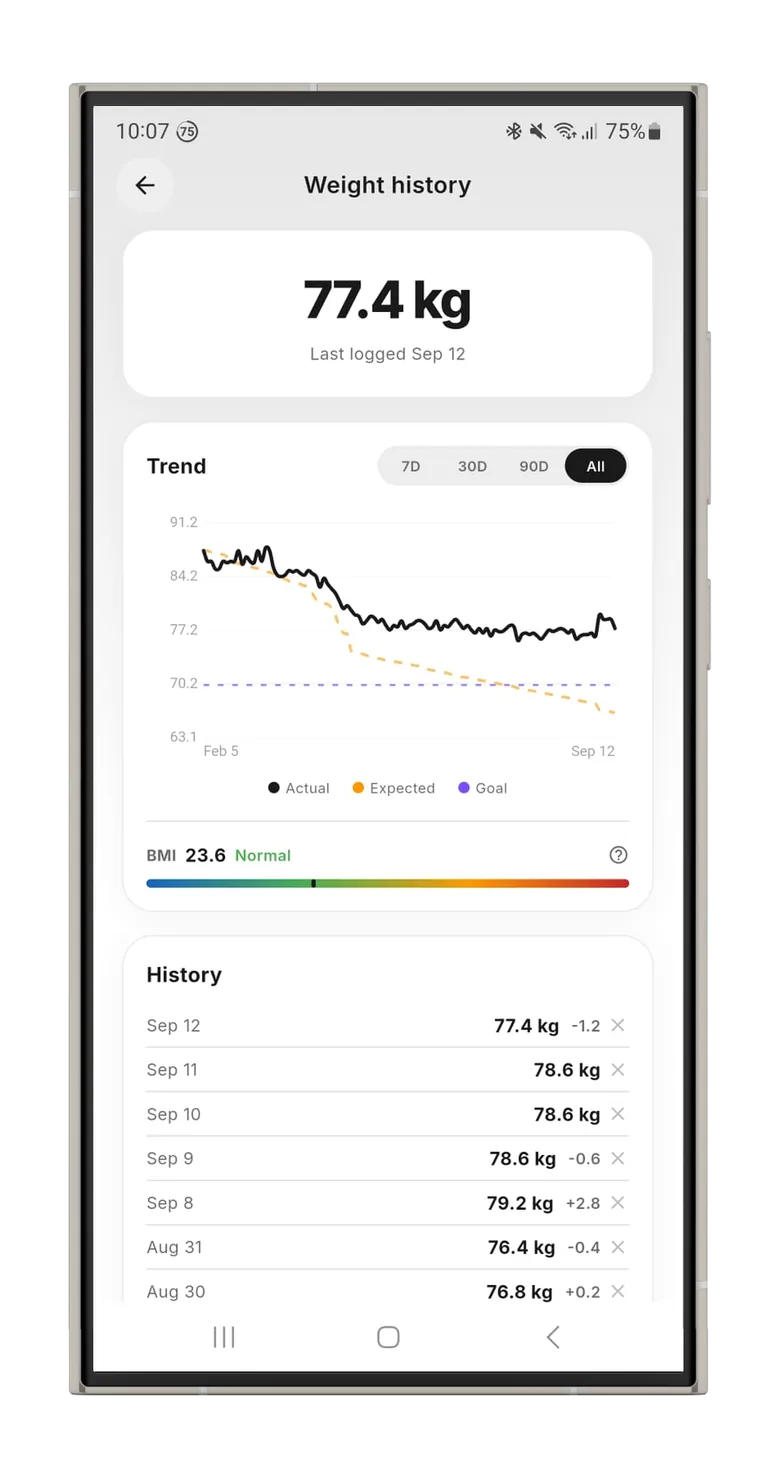 10:07 75 75%
Weight history
77.4 kg
Last logged Sep 12
Trend 7D 30D 90D All
91.2
84.2
77.2
70.2
63.1
Feb 5 Sep 12
Actual Expected Goal
BMI 23.6 Normal ?
History
Sep 12 77.4 kg -1.2
Sep 11 78.6 kg
Sep 10 78.6 kg
Sep 9 78.6 kg -0.6
Sep 8 79.2 kg +2.8
Aug 31 76.4 kg -0.4
Aug 30 76.8 kg +0.2